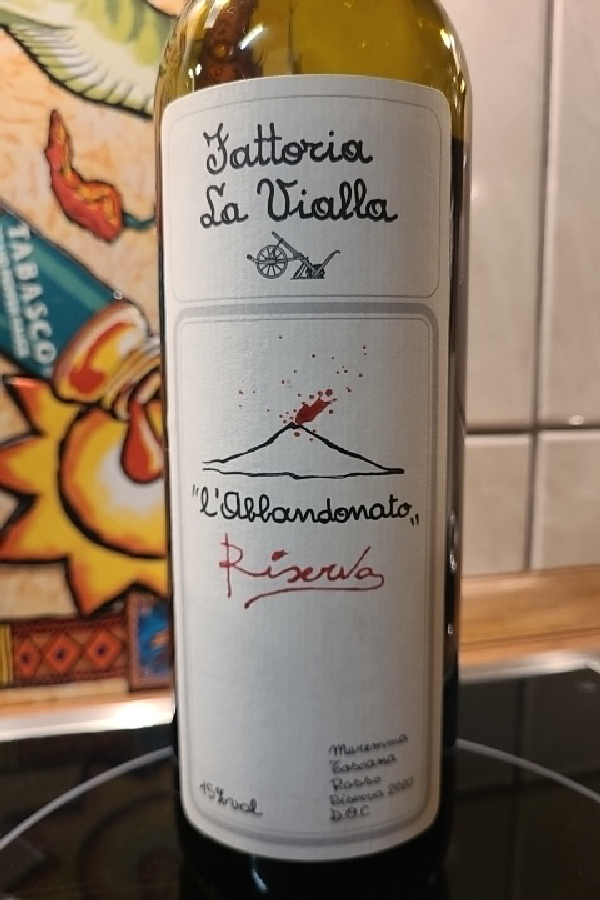 Fattoria
La Vialla
"l'Abbandonato„
Riserva
15% vol
Maremma
Toscana
Rosso
Riserva 2020
D.O.C
TABASCO